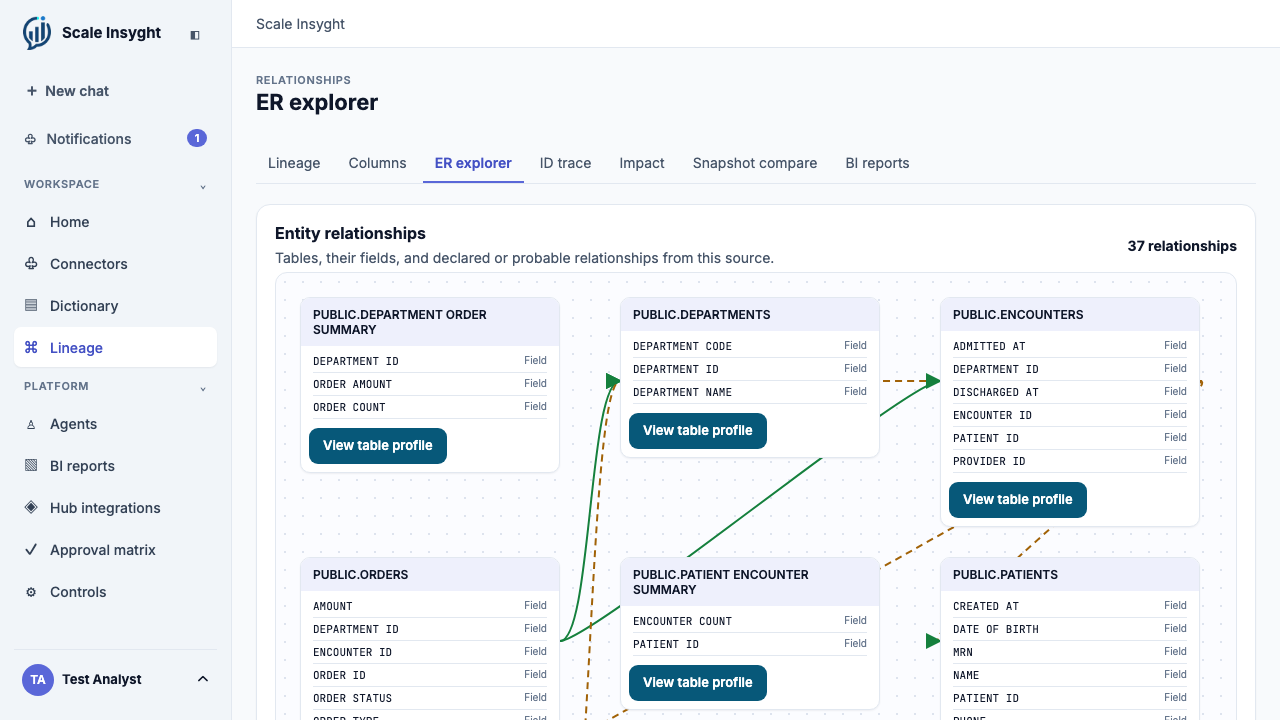 Scale Insyght
+ New chat
Notifications
1
WORKSPACE
Home
Connectors
Dictionary
Lineage
PLATFORM
Agents
BI reports
Hub integrations
Approval matrix
Controls
TA
Test Analyst
Scale Insyght
RELATIONSHIPS
ER explorer
Lineage
Columns
ER explorer
ID trace
Impact
Snapshot compare
BI reports
Entity relationships
Tables, their fields, and declared or probable relationships from this source.
37 relationships
PUBLIC.DEPARTMENT ORDER
SUMMARY
DEPARTMENT ID Field
ORDER AMOUNT Field
ORDER COUNT Field
View table profile
PUBLIC.DEPARTMENTS
DEPARTMENT CODE Field
DEPARTMENT ID Field
DEPARTMENT NAME Field
View table profile
PUBLIC.ENCOUNTERS
ADMITTED AT Field
DEPARTMENT ID Field
DISCHARGED AT Field
ENCOUNTER ID Field
PATIENT ID Field
PROVIDER ID Field
View table profile
PUBLIC.ORDERS
AMOUNT Field
DEPARTMENT ID Field
ENCOUNTER ID Field
ORDER ID Field
ORDER STATUS Field
ORDER TYPE Field
PUBLIC.PATIENT ENCOUNTER
SUMMARY
ENCOUNTER COUNT Field
PATIENT ID Field
View table profile
PUBLIC.PATIENTS
CREATED AT Field
DATE OF BIRTH Field
MRN Field
NAME Field
PATIENT ID Field
PHONE Field